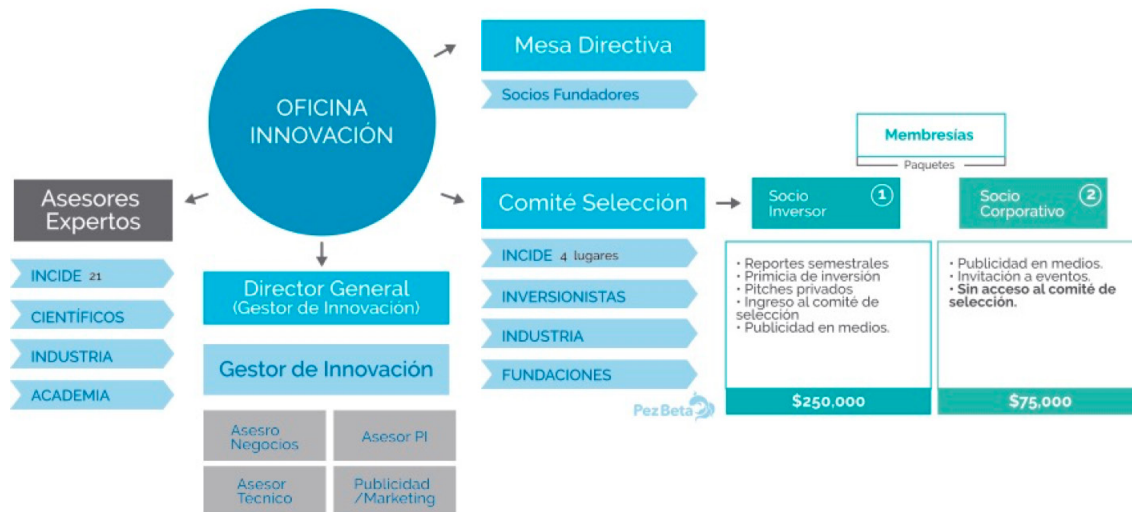 OFICINA
INNOVACIÓN
Mesa Directiva
Socios Fundadores
Asesores
Expertos
INCIDE 21
CIENTÍFICOS
INDUSTRIA
ACADEMIA
Director General
(Gestor de Innovación)
Gestor de Innovación
Asesro
Negocios
Asesor PI
Asesor
Técnico
Publicidad
/Marketing
Comité Selección
INCIDE 4 lugares
INVERSIONISTAS
INDUSTRIA
FUNDACIONES
PezBeta
Membresías
Paquetes
Socio
Inversor
1
• Reportes semestrales
• Primicia de inversión
• Pitches privados
• Ingreso al comité de
selección
• Publicidad en medios.
$250,000
Socio
Corporativo
2
• Publicidad en medios.
• Invitación a eventos.
• Sin acceso al comité de
selección.
$75,000